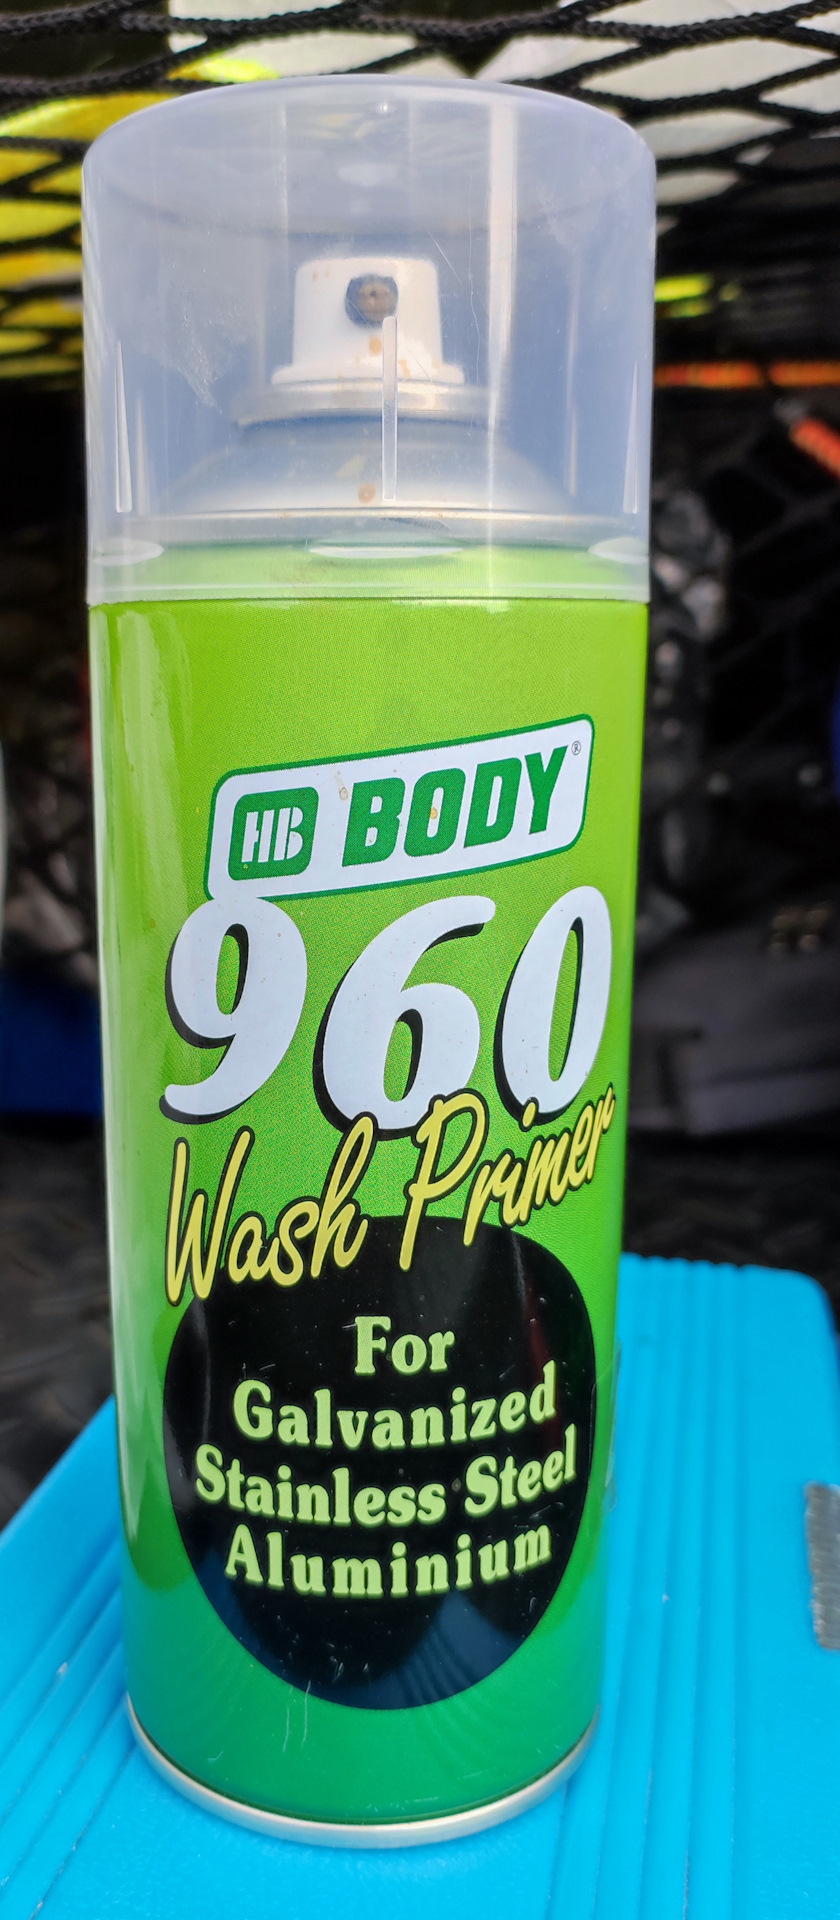 HB BODY®
960
Wash Primer
For
Galvanized
Stainless Steel
Aluminium